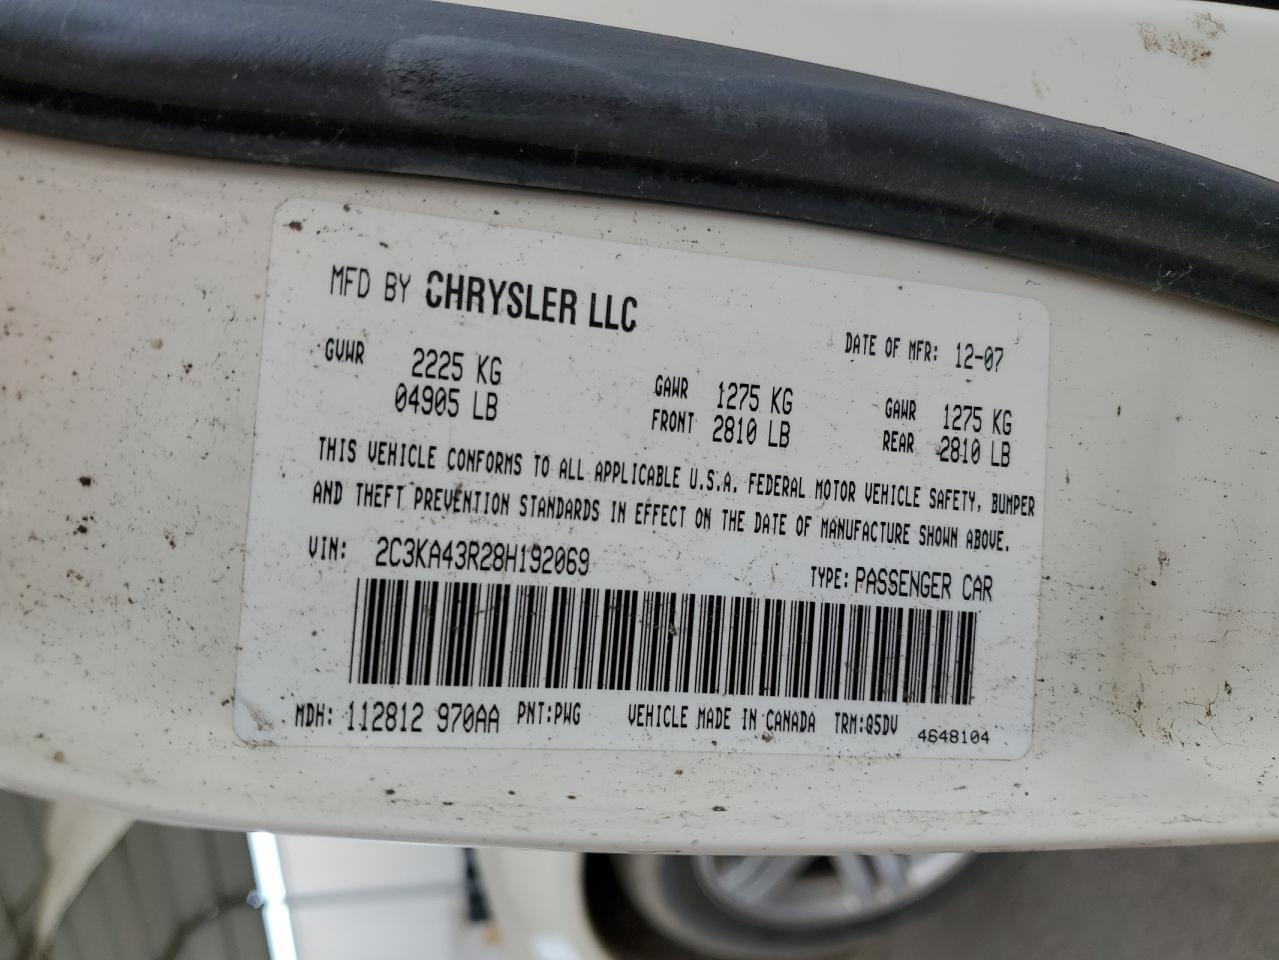 MFD BY CHRYSLER LLC
DATE OF MFR: 12-07
GVWR 2225 KG
04905 LB
GAWR 1275 KG
FRONT 2810 LB
GAWR 1275 KG
REAR 2810 LB
THIS VEHICLE CONFORMS TO ALL APPLICABLE U.S.A. FEDERAL MOTOR VEHICLE SAFETY, BUMPER
AND THEFT PREVENTION STANDARDS IN EFFECT ON THE DATE OF MANUFACTURE SHOWN ABOVE.
VIN: 2C3KA43R28H192069
TYPE: PASSENGER CAR
MDH: 112812 970AA PNT:PWG VEHICLE MADE IN CANADA TRM:Q5DV 4648104